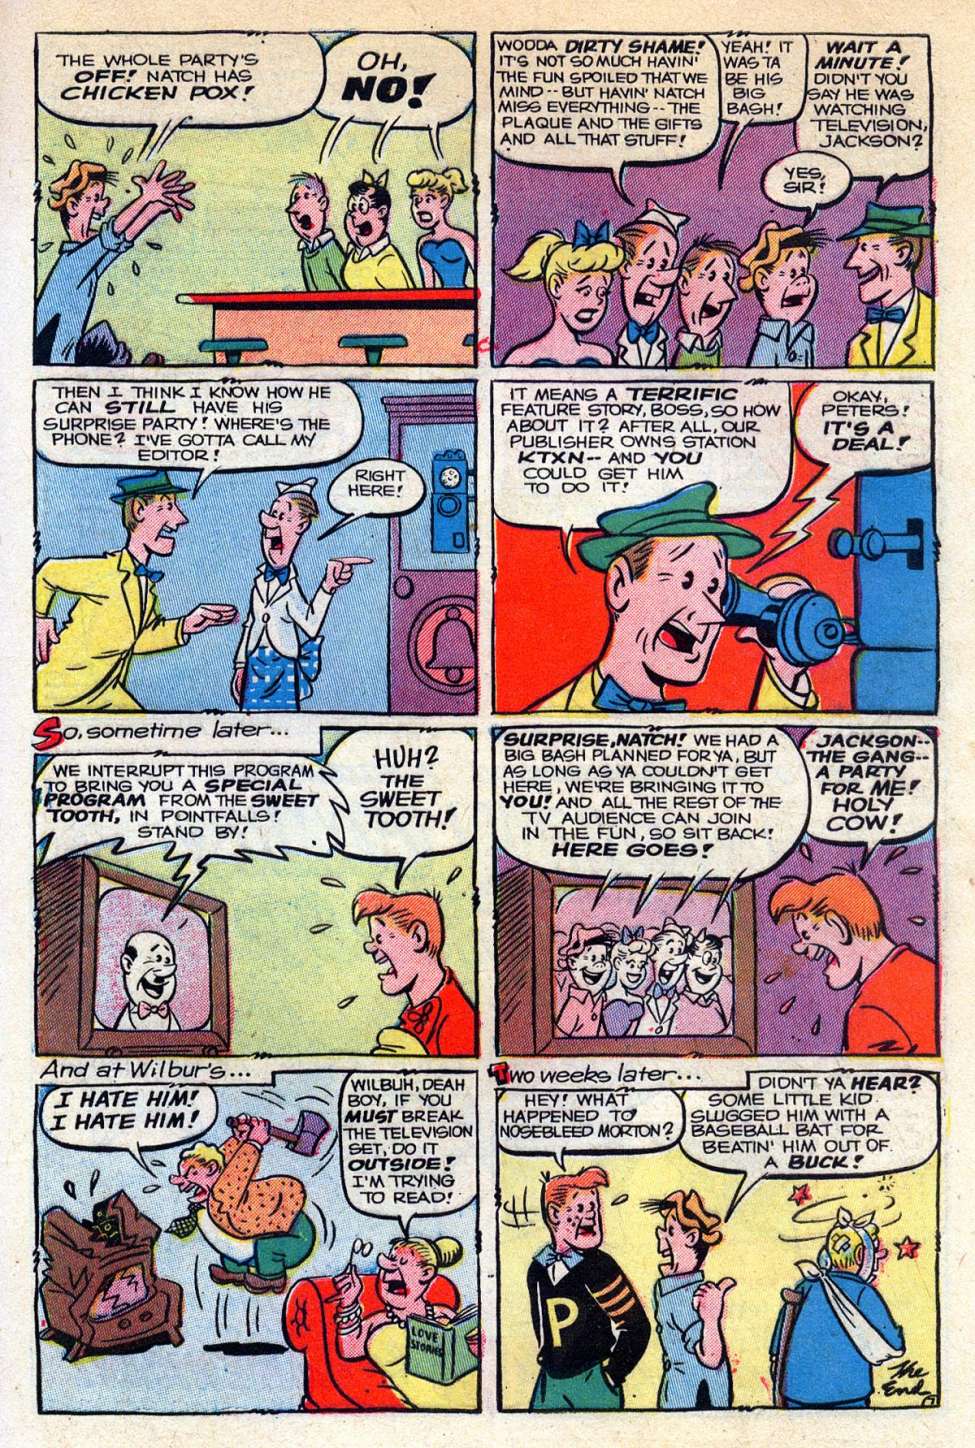 THE WHOLE PARTY'S
OFF! NATCH HAS
CHICKEN POX!
OH,
NO!
WODDA DIRTY SHAME!
IT'S NOT SO MUCH HAVIN'
THE FUN SPOILED THAT WE
MIND -- BUT HAVIN' NATCH
MISS EVERYTHING -- THE
PLAQUE AND THE GIFTS
AND ALL THAT STUFF!
YEAH! IT
WAS TA
BE HIS
BIG
BASH!
WAIT A
MINUTE!
DIDN'T YOU
SAY HE WAS
WATCHING
TELEVISION,
JACKSON?
YES,
SIR!
THEN I THINK I KNOW HOW HE
CAN STILL HAVE HIS
SURPRISE PARTY! WHERE'S THE
PHONE? I'VE GOTTA CALL MY
EDITOR!
RIGHT
HERE!
IT MEANS A TERRIFIC
FEATURE STORY, BOSS, SO HOW
ABOUT IT? AFTER ALL, OUR
PUBLISHER OWNS STATION
KTXN -- AND YOU
COULD GET HIM
TO DO IT!
OKAY,
PETERS!
IT'S A
DEAL!
So, sometime later...
WE INTERRUPT THIS PROGRAM
TO BRING YOU A SPECIAL
PROGRAM FROM THE SWEET
TOOTH, IN POINTFALLS!
STAND BY!
HUH?
THE
SWEET
TOOTH!
SURPRISE, NATCH! WE HAD A
BIG BASH PLANNED FOR YA, BUT
AS LONG AS YA COULDN'T GET
HERE, WE'RE BRINGING IT TO
YOU! AND ALL THE REST OF THE
TV AUDIENCE CAN JOIN
IN THE FUN, SO SIT BACK!
HERE GOES!
JACKSON--
THE GANG--
A PARTY
FOR ME!
HOLY
COW!
And at Wilbur's...
I HATE HIM!
I HATE HIM!
WILBUH, DEAH
BOY, IF YOU
MUST BREAK
THE TELEVISION
SET, DO IT
OUTSIDE!
I'M TRYING
TO READ!
LOVE
STORIES
Two weeks later...
HEY! WHAT
HAPPENED TO
NOSEBLEED MORTON?
DIDN'T YA HEAR?
SOME LITTLE KID
SLUGGED HIM WITH A
BASEBALL BAT FOR
BEATIN' HIM OUT OF
A BUCK!
P
The
End
7